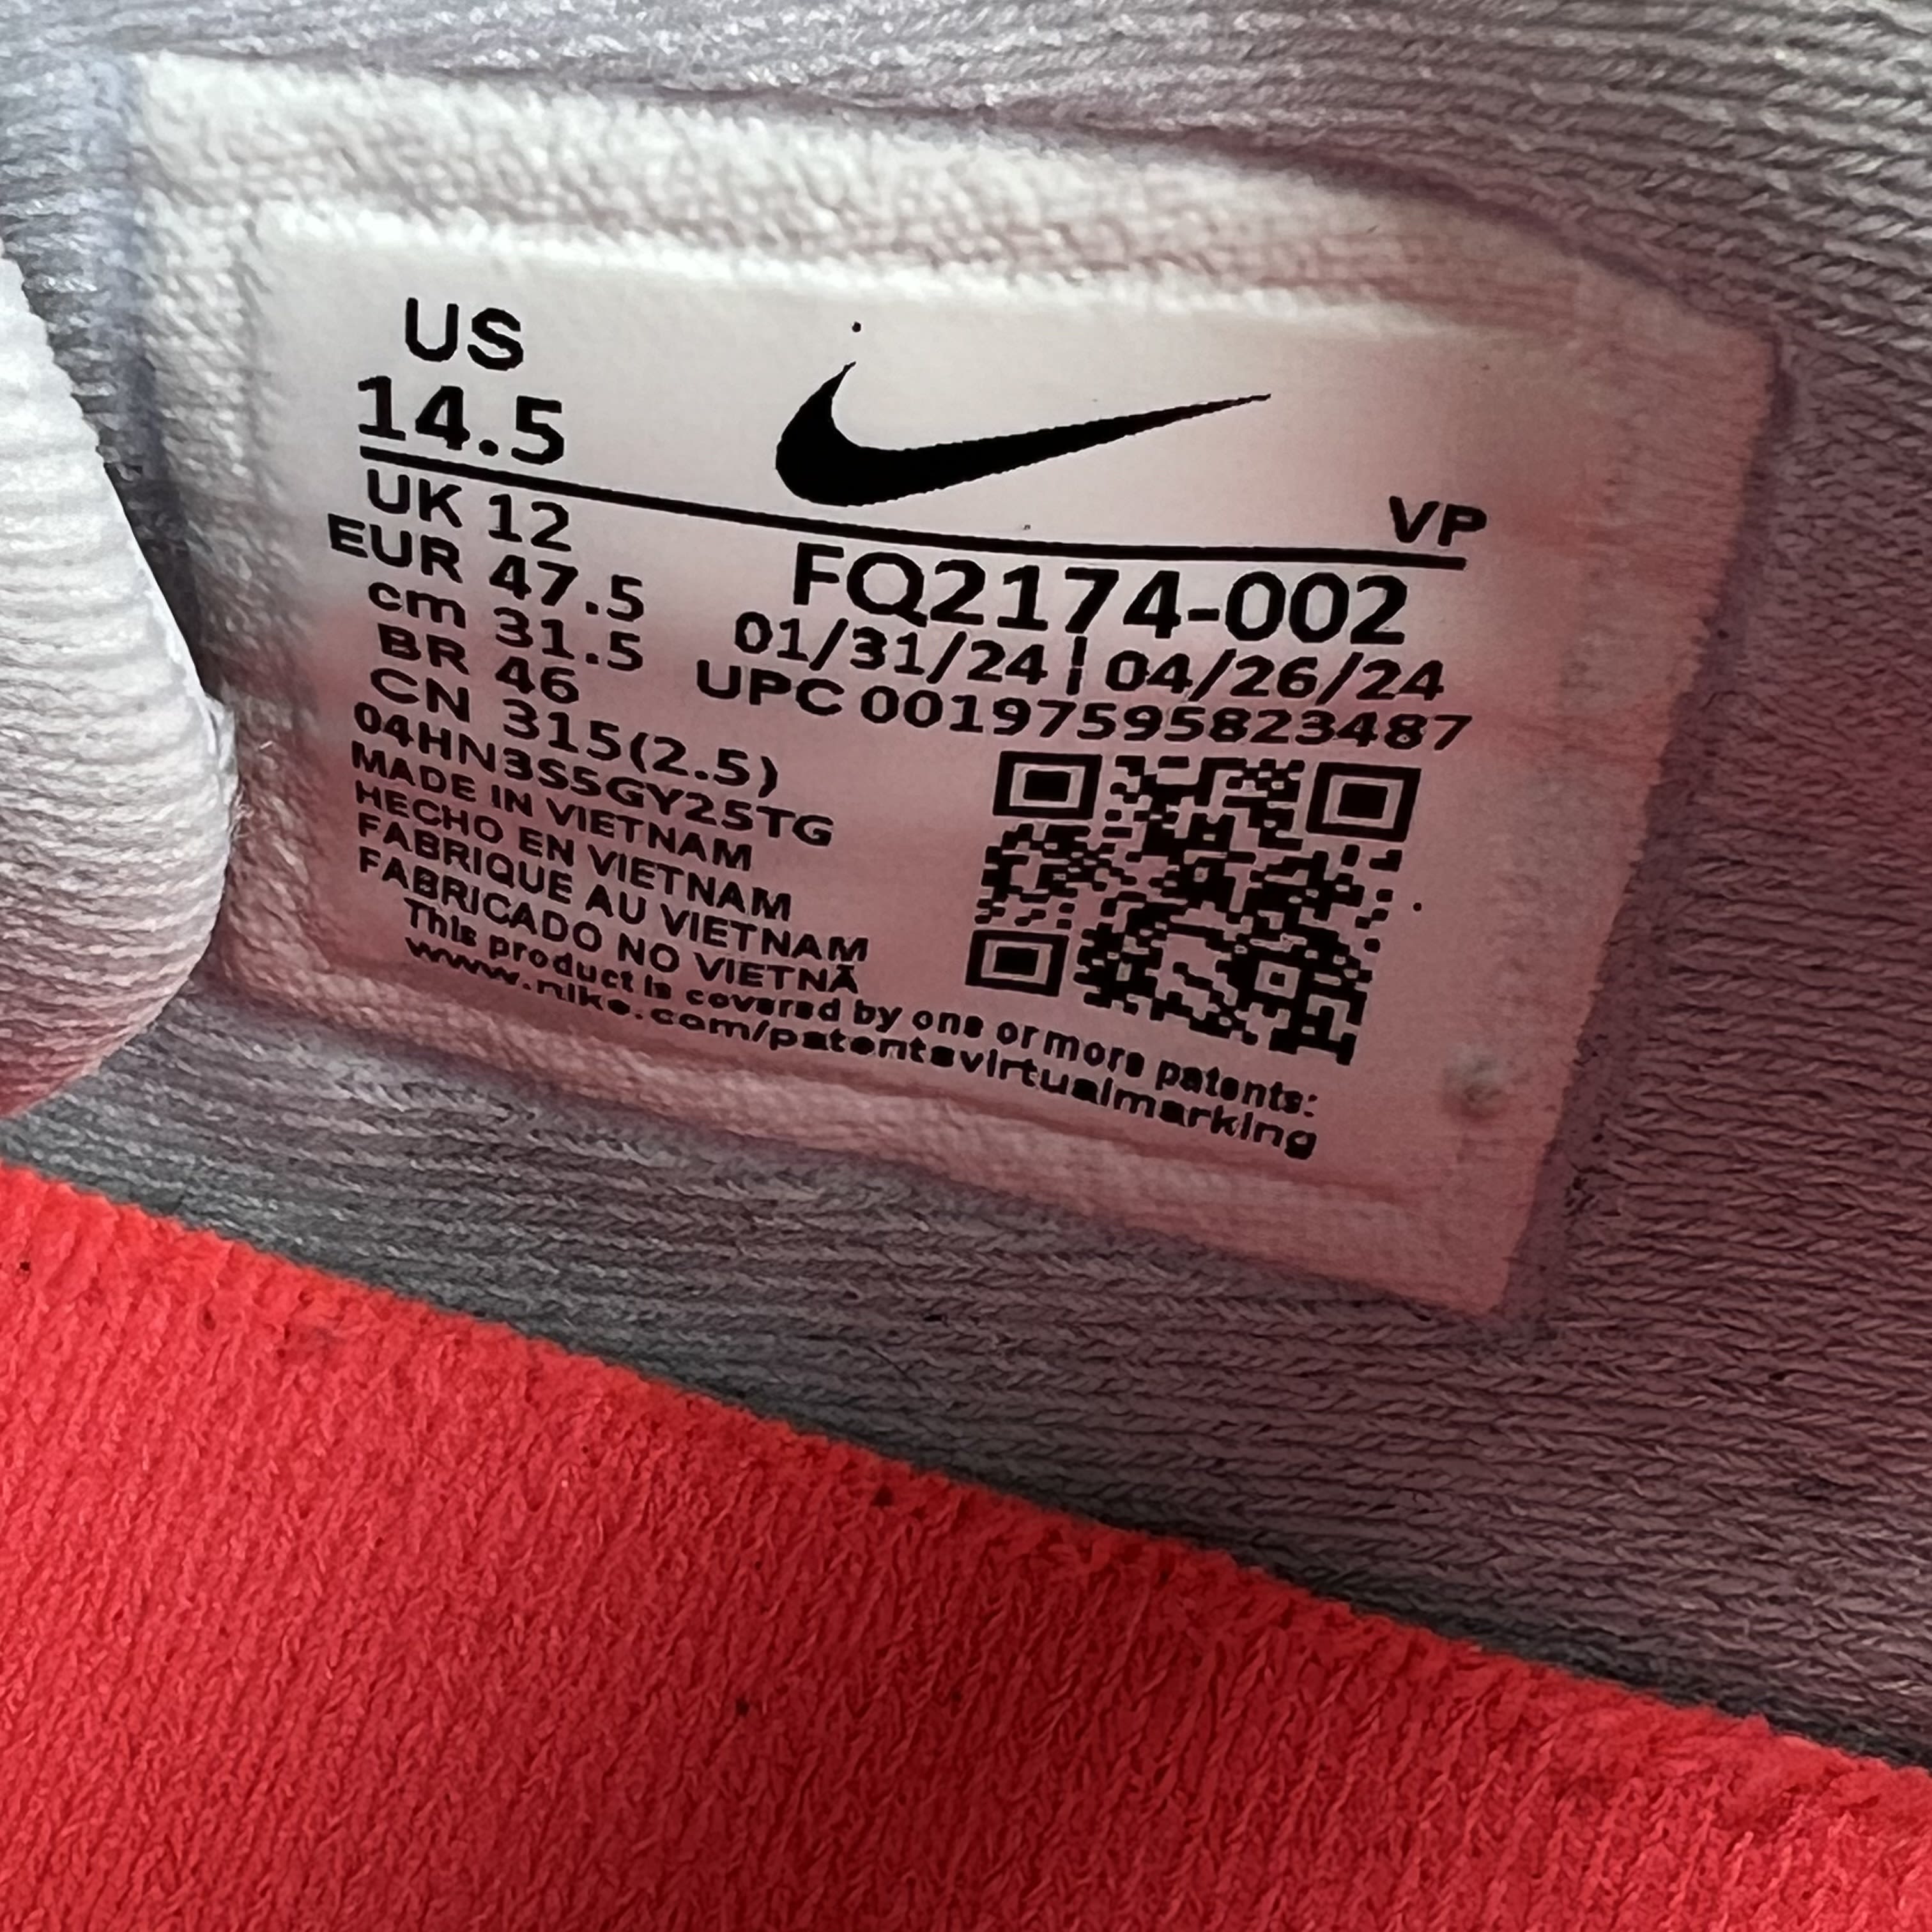 US
14.5
VP
UK 12
EUR 47.5
cm 31.5
BR 46
CN 315(2.5)
FQ2174-002
01/31/24 | 04/26/24
UPC 00197595823487
04HN3S5GY25TG
MADE IN VIETNAM
HECHO EN VIETNAM
FABRIQUE AU VIETNAM
FABRICADO NO VIETNÃ
This product is covered by one or more patents:
www.nike.com/patentsvirtualmarking